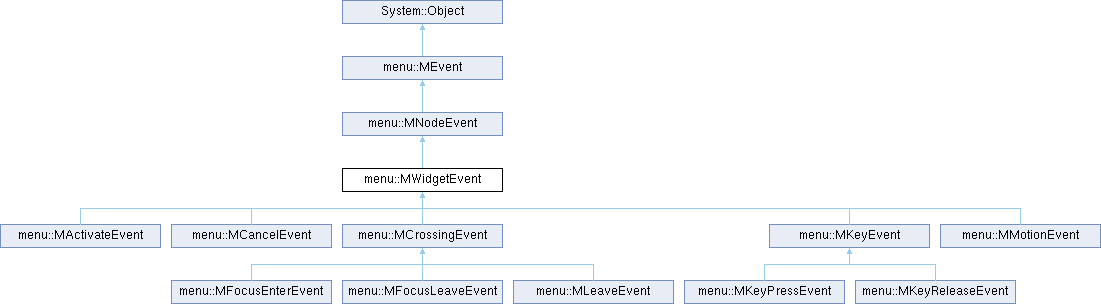 System::Object
menu::MEvent
menu::MNodeEvent
menu::MWidgetEvent
menu::MActivateEvent
menu::MCancelEvent
menu::MCrossingEvent
menu::MKeyEvent
menu::MMotionEvent
menu::MFocusEnterEvent
menu::MFocusLeaveEvent
menu::MLeaveEvent
menu::MKeyPressEvent
menu::MKeyReleaseEvent